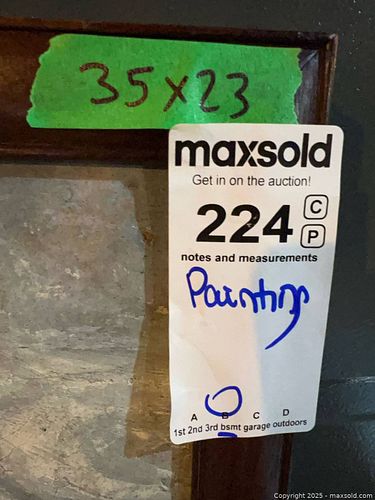 35x23
maxsold
Get in on the auction!
224 C
P
notes and measurements
Painting
A B C D
1st 2nd 3rd bsmt garage outdoors
Copyright 2025 - maxsold.com